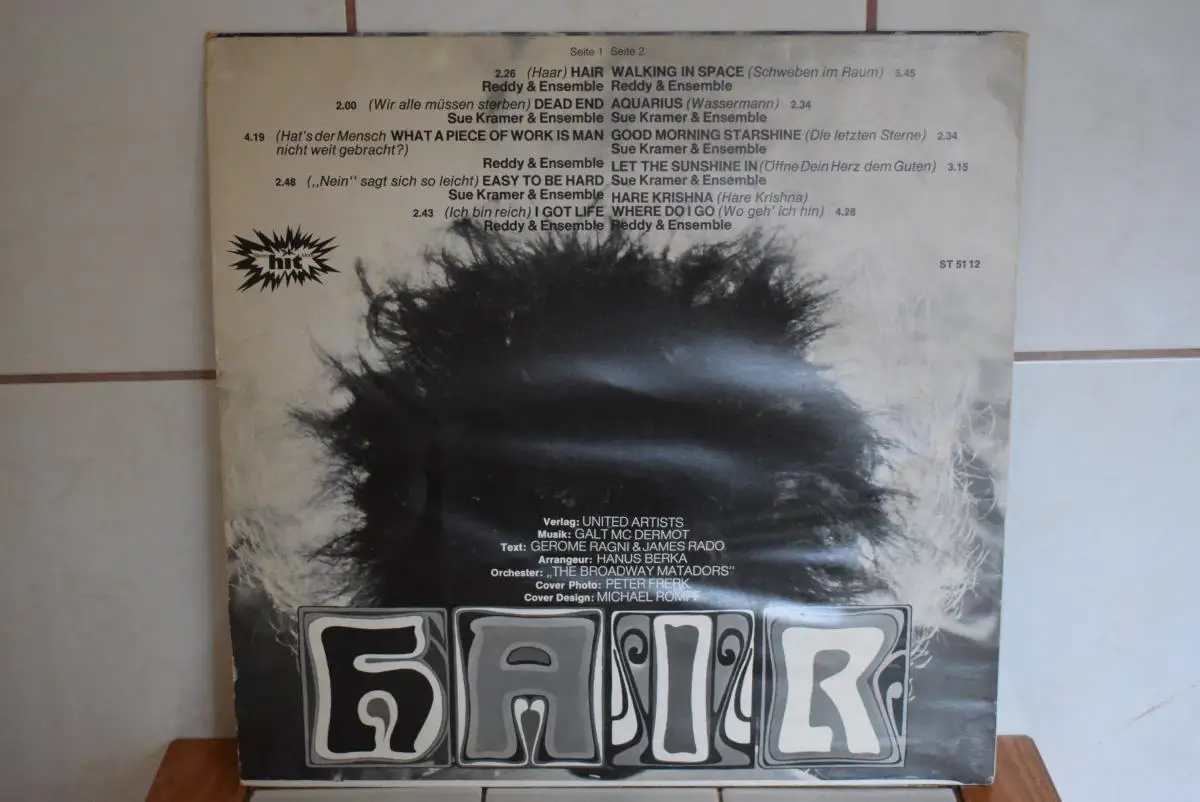 Seite 1
2.26 (Haar) HAIR
Reddy & Ensemble
2.00 (Wir alle müssen sterben) DEAD END
Sue Kramer & Ensemble
4.19 (Hat's der Mensch WHAT A PIECE OF WORK IS MAN
nicht weit gebracht?)
Reddy & Ensemble
2.48 („Nein“ sagt sich so leicht) EASY TO BE HARD
Sue Kramer & Ensemble
2.43 (Ich bin reich) I GOT LIFE
Reddy & Ensemble
Seite 2
WALKING IN SPACE (Schweben im Raum) 5.45
Reddy & Ensemble
AQUARIUS (Wassermann) 2.34
Sue Kramer & Ensemble
GOOD MORNING STARSHINE (Die letzten Sterne) 2.34
Sue Kramer & Ensemble
LET THE SUNSHINE IN (Öffne Dein Herz dem Guten) 3.15
Sue Kramer & Ensemble
HARE KRISHNA (Hare Krishna)
WHERE DO I GO (Wo geh' ich hin) 4.28
Reddy & Ensemble
hit
ST 5112
Verlag: UNITED ARTISTS
Musik: GALT MC DERMOT
Text: GEROME RAGNI & JAMES RADO
Arrangeur: HANUS BERKA
Orchester: „THE BROADWAY MATADORS“
Cover Photo: PETER FRERK
Cover Design: MICHAEL ROMPF
HAIR